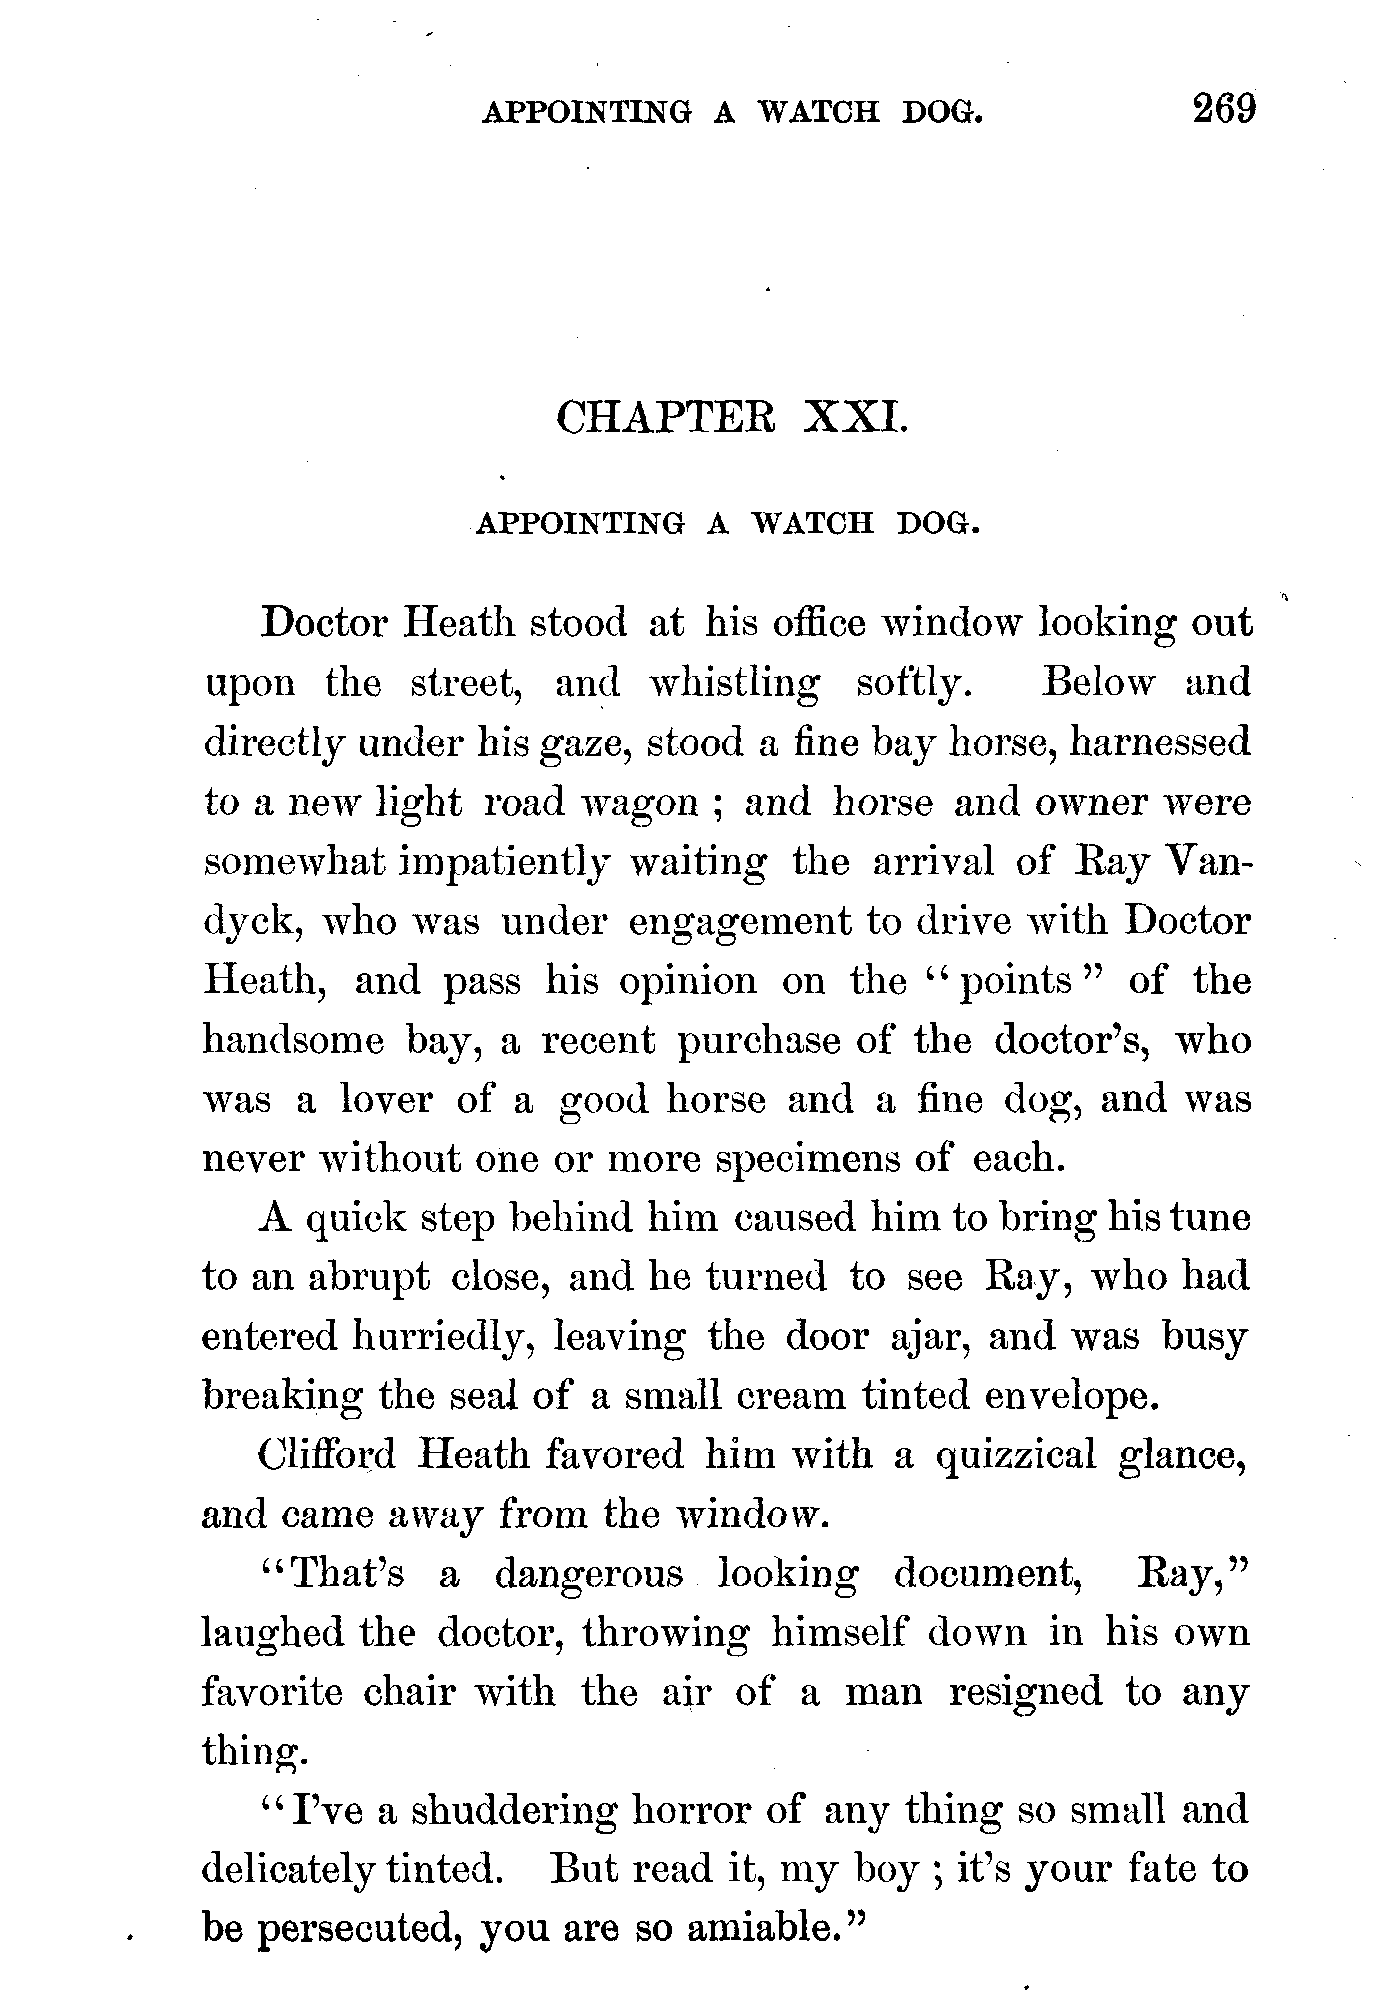 APPOINTING A WATCH DOG. 269
CHAPTER XXI.
APPOINTING A WATCH DOG.
Doctor Heath stood at his office window looking out
upon the street, and whistling softly. Below and
directly under his gaze, stood a fine bay horse, harnessed
to a new light road wagon ; and horse and owner were
somewhat impatiently waiting the arrival of Ray Van-
dyck, who was under engagement to drive with Doctor
Heath, and pass his opinion on the “ points ” of the
handsome bay, a recent purchase of the doctor’s, who
was a lover of a good horse and a fine dog, and was
never without one or more specimens of each.
A quick step behind him caused him to bring his tune
to an abrupt close, and he turned to see Ray, who had
entered hurriedly, leaving the door ajar, and was busy
breaking the seal of a small cream tinted envelope.
Clifford Heath favored him with a quizzical glance,
and came away from the window.
“That’s a dangerous looking document, Ray,”
laughed the doctor, throwing himself down in his own
favorite chair with the air of a man resigned to any
thing.
“ I’ve a shuddering horror of any thing so small and
delicately tinted. But read it, my boy ; it’s your fate to
be persecuted, you are so amiable.”